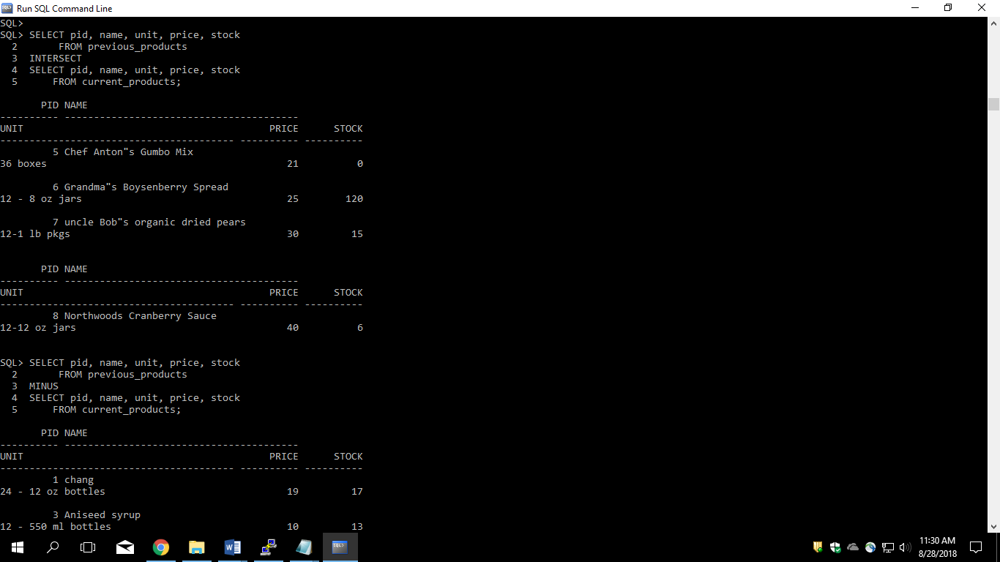 Run SQL Command Line
SQL>
SQL> SELECT pid, name, unit, price, stock
  2       FROM previous_products
  3  INTERSECT
  4  SELECT pid, name, unit, price, stock
  5      FROM current_products;
       PID NAME
---------- ----------------------------------------
UNIT                                          PRICE      STOCK
---------------------------------------- ---------- ----------
         5 Chef Anton"s Gumbo Mix
36 boxes                                         21          0
         6 Grandma"s Boysenberry Spread
12 - 8 oz jars                                   25        120
         7 uncle Bob"s organic dried pears
12-1 lb pkgs                                     30         15
       PID NAME
---------- ----------------------------------------
UNIT                                          PRICE      STOCK
---------------------------------------- ---------- ----------
         8 Northwoods Cranberry Sauce
12-12 oz jars                                    40          6
SQL> SELECT pid, name, unit, price, stock
  2       FROM previous_products
  3  MINUS
  4  SELECT pid, name, unit, price, stock
  5      FROM current_products;
       PID NAME
---------- ----------------------------------------
UNIT                                          PRICE      STOCK
---------------------------------------- ---------- ----------
         1 chang
24 - 12 oz bottles                               19         17
         3 Aniseed syrup
12 - 550 ml bottles                              10         13
11:30 AM
8/28/2018